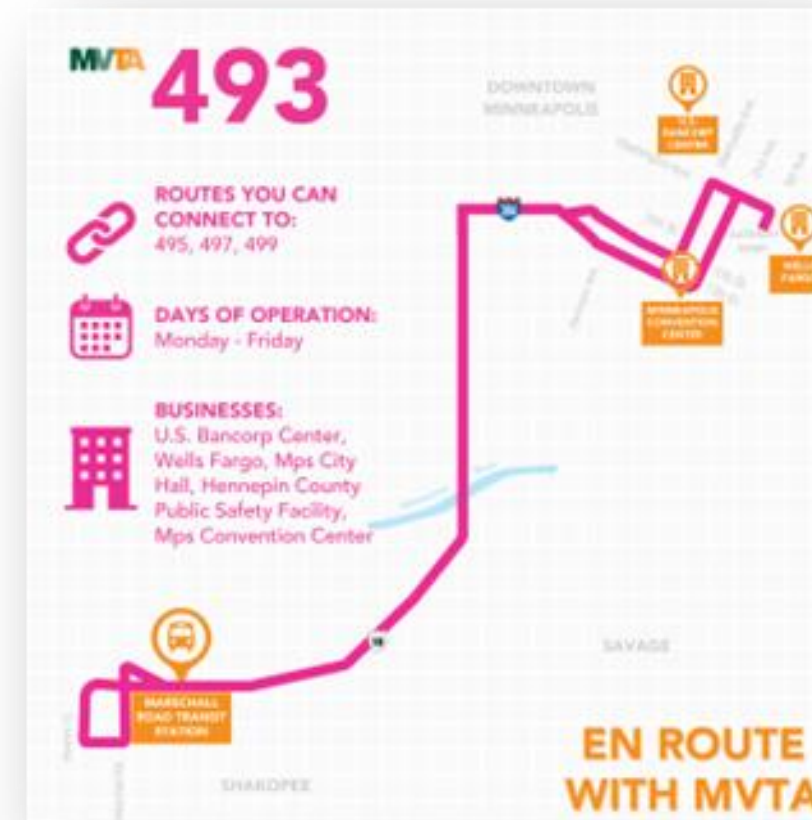 MVTA 493
DOWNTOWN
MINNEAPOLIS
U.S.
BANCORP
CENTER
ROUTES YOU CAN
CONNECT TO:
495, 497, 499
DAYS OF OPERATION:
Monday - Friday
MINNEAPOLIS
CONVENTION
CENTER
BUSINESSES:
U.S. Bancorp Center,
Wells Fargo, Mps City
Hall, Hennepin County
Public Safety Facility,
Mps Convention Center
SAVAGE
MARSCHALL
ROAD TRANSIT
STATION
SHAKOPEE
EN ROUTE
WITH MVTA